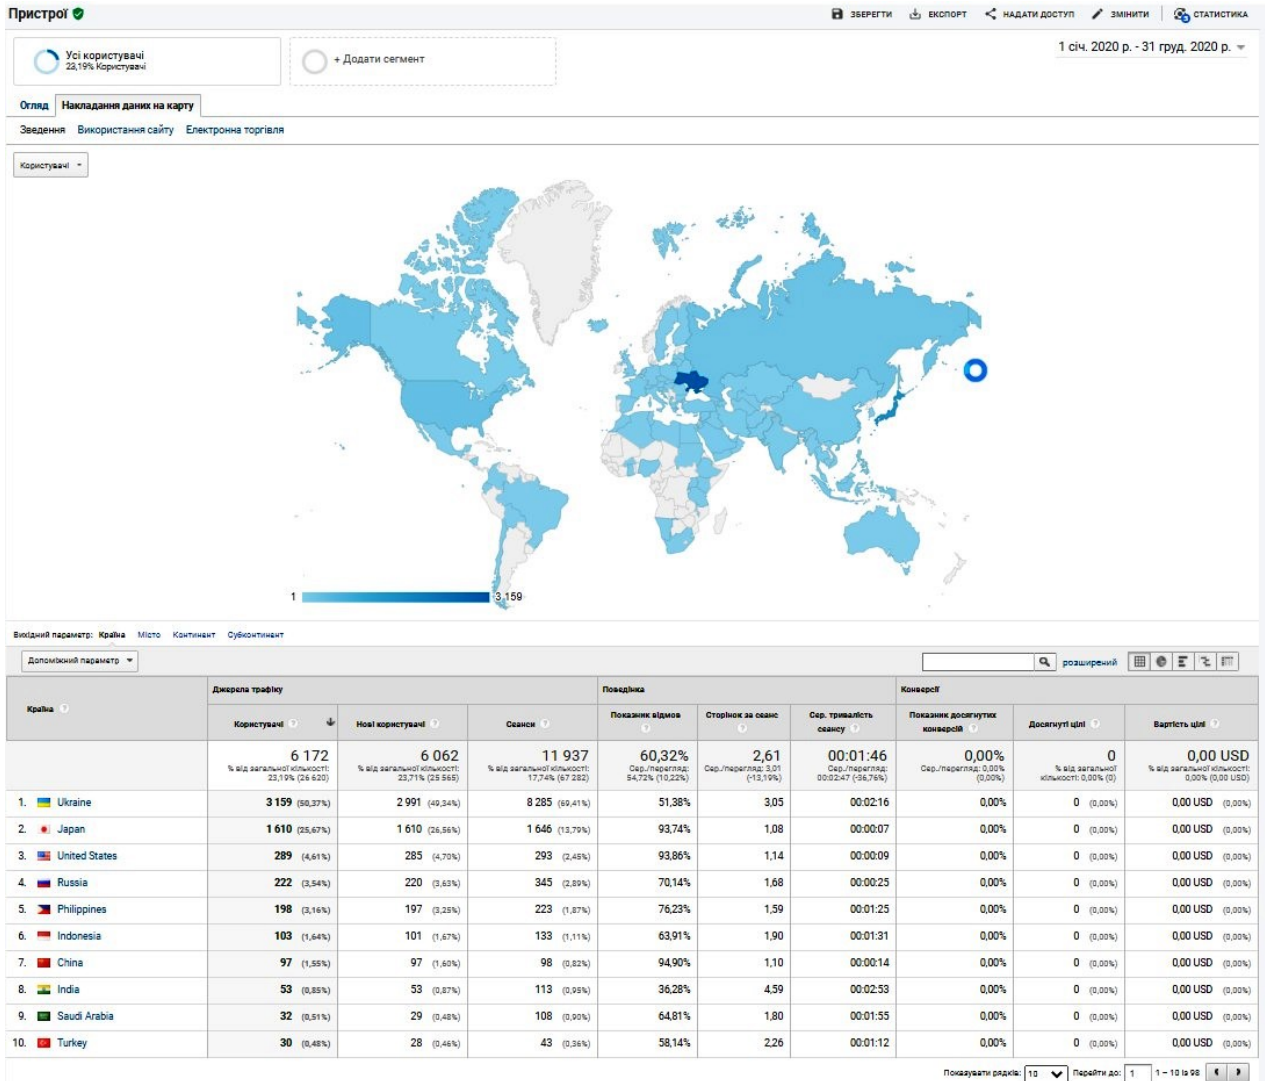 Пристрої
ЗБЕРЕГТИ ЕКСПОРТ НАДАТИ ДОСТУП ЗМІНИТИ СТАТИСТИКА
3
Усі користувачі
23,19% Користувачі
+ Додати сегмент
1 січ. 2020 р. - 31 груд. 2020 р.
Огляд Накладання даних на карту
Зведення Використання сайту Електронна торгівля
Користувачі
1 3 159
Вихідний параметр: Країна Місто Континент Субконтинент
Допоміжний параметр розширений
Країна Джерела трафіку Поведінка Конверсії
Користувачі Нові користувачі Сеанси Показник відмов Сторінок за сеанс Сер. тривалість сеансу Показник досягнутих конверсій Досягнуті цілі Вартість цілі
6 172 6 062 11 937 60,32% 2,61 00:01:46 0,00% 0 0,00 USD
% від загальної кількості: 23,19% (26 620) % від загальної кількості: 23,71% (25 565) % від загальної кількості: 17,74% (67 282) Сер./перегляд: 54,72% (10,22%) Сер./перегляд: 3,01 (-13,19%) Сер./перегляд: 00:02:47 (-36,76%) Сер./перегляд: 0,00% (0,00%) % від загальної кількості: 0,00% (0) % від загальної кількості: 0,00% (0,00 USD)
1. Ukraine 3 159 (50,37%) 2 991 (49,34%) 8 285 (69,41%) 51,38% 3,05 00:02:16 0,00% 0 (0,00%) 0,00 USD (0,00%)
2. Japan 1 610 (25,67%) 1 610 (26,56%) 1 646 (13,79%) 93,74% 1,08 00:00:07 0,00% 0 (0,00%) 0,00 USD (0,00%)
3. United States 289 (4,61%) 285 (4,70%) 293 (2,45%) 93,86% 1,14 00:00:09 0,00% 0 (0,00%) 0,00 USD (0,00%)
4. Russia 222 (3,54%) 220 (3,63%) 345 (2,89%) 70,14% 1,68 00:00:25 0,00% 0 (0,00%) 0,00 USD (0,00%)
5. Philippines 198 (3,16%) 197 (3,25%) 223 (1,87%) 76,23% 1,59 00:01:25 0,00% 0 (0,00%) 0,00 USD (0,00%)
6. Indonesia 103 (1,64%) 101 (1,67%) 133 (1,11%) 63,91% 1,90 00:01:31 0,00% 0 (0,00%) 0,00 USD (0,00%)
7. China 97 (1,55%) 97 (1,60%) 98 (0,82%) 94,90% 1,10 00:00:14 0,00% 0 (0,00%) 0,00 USD (0,00%)
8. India 53 (0,85%) 53 (0,87%) 113 (0,95%) 36,28% 4,59 00:02:53 0,00% 0 (0,00%) 0,00 USD (0,00%)
9. Saudi Arabia 32 (0,51%) 29 (0,48%) 108 (0,90%) 64,81% 1,80 00:01:55 0,00% 0 (0,00%) 0,00 USD (0,00%)
10. Turkey 30 (0,48%) 28 (0,46%) 43 (0,36%) 58,14% 2,26 00:01:12 0,00% 0 (0,00%) 0,00 USD (0,00%)
Показувати рядків: 10 Перейти до: 1 1 – 10 із 98